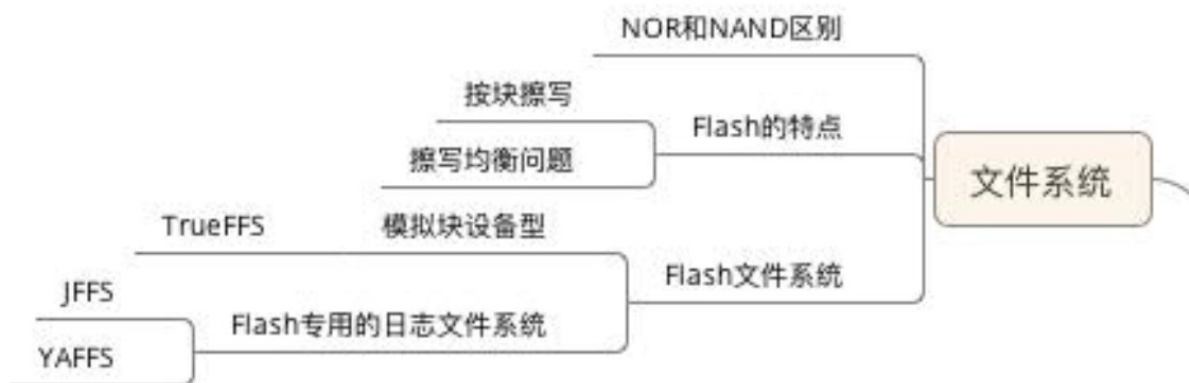 NOR和NAND区别
按块擦写
Flash的特点
擦写均衡问题
文件系统
TrueFFS
模拟块设备型
Flash文件系统
JFFS
Flash专用的日志文件系统
YAFFS